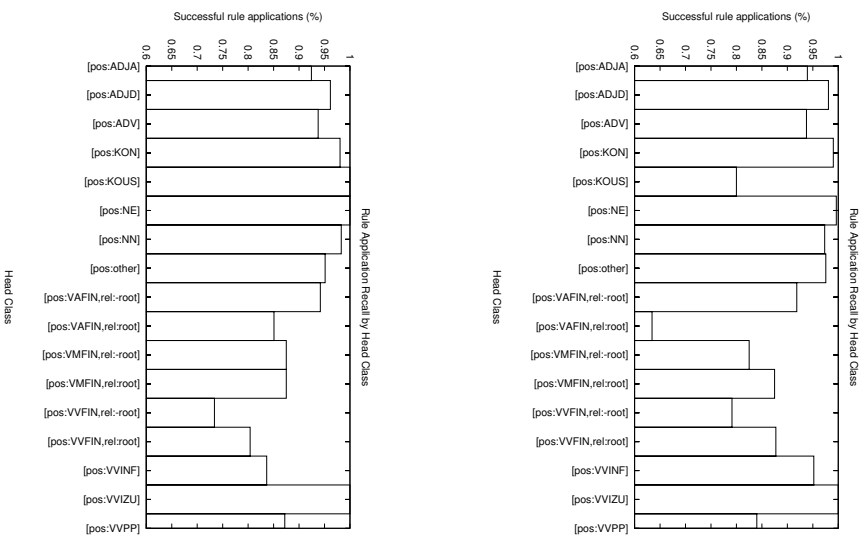 Successful rule applications (%)
0.6 0.65 0.7 0.75 0.8 0.85 0.9 0.95 1
[pos:ADJA]
[pos:ADJD]
[pos:ADV]
[pos:KON]
[pos:KOUS]
[pos:NE]
[pos:NN]
[pos:other]
[pos:VAFIN,rel:-root]
[pos:VAFIN,rel:root]
[pos:VMFIN,rel:-root]
[pos:VMFIN,rel:root]
[pos:VVFIN,rel:-root]
[pos:VVFIN,rel:root]
[pos:VVINF]
[pos:VVIZU]
[pos:VVPP]
Head Class
Rule Application Recall by Head Class
Successful rule applications (%)
0.6 0.65 0.7 0.75 0.8 0.85 0.9 0.95 1
[pos:ADJA]
[pos:ADJD]
[pos:ADV]
[pos:KON]
[pos:KOUS]
[pos:NE]
[pos:NN]
[pos:other]
[pos:VAFIN,rel:-root]
[pos:VAFIN,rel:root]
[pos:VMFIN,rel:-root]
[pos:VMFIN,rel:root]
[pos:VVFIN,rel:-root]
[pos:VVFIN,rel:root]
[pos:VVINF]
[pos:VVIZU]
[pos:VVPP]
Head Class
Rule Application Recall by Head Class